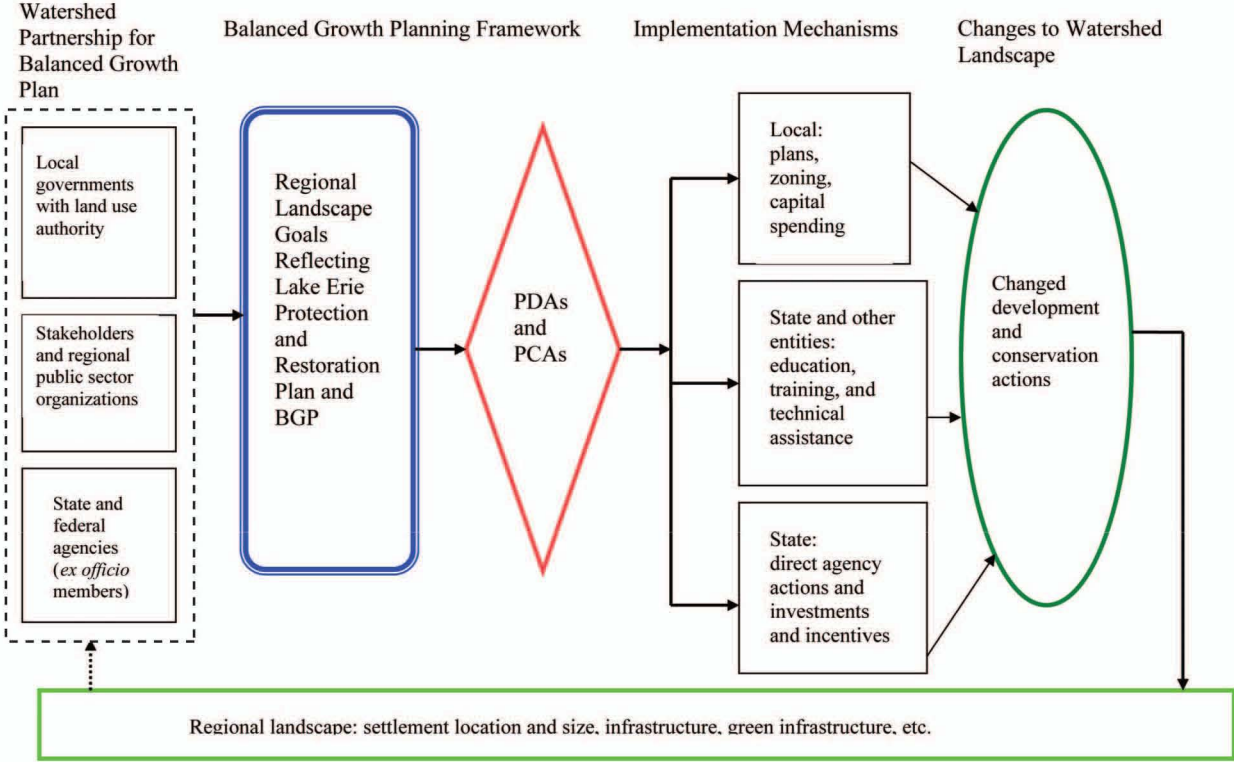 Watershed
Partnership for
Balanced Growth
Plan
Balanced Growth Planning Framework
Implementation Mechanisms
Changes to Watershed
Landscape
Local
governments
with land use
authority
Stakeholders
and regional
public sector
organizations
State and
federal
agencies
(ex officio
members)
Regional
Landscape
Goals
Reflecting
Lake Erie
Protection
and
Restoration
Plan and
BGP
PDAs
and
PCAs
Local:
plans,
zoning,
capital
spending
State and other
entities:
education,
training, and
technical
assistance
State:
direct agency
actions and
investments
and incentives
Changed
development
and
conservation
actions
Regional landscape: settlement location and size, infrastructure, green infrastructure, etc.